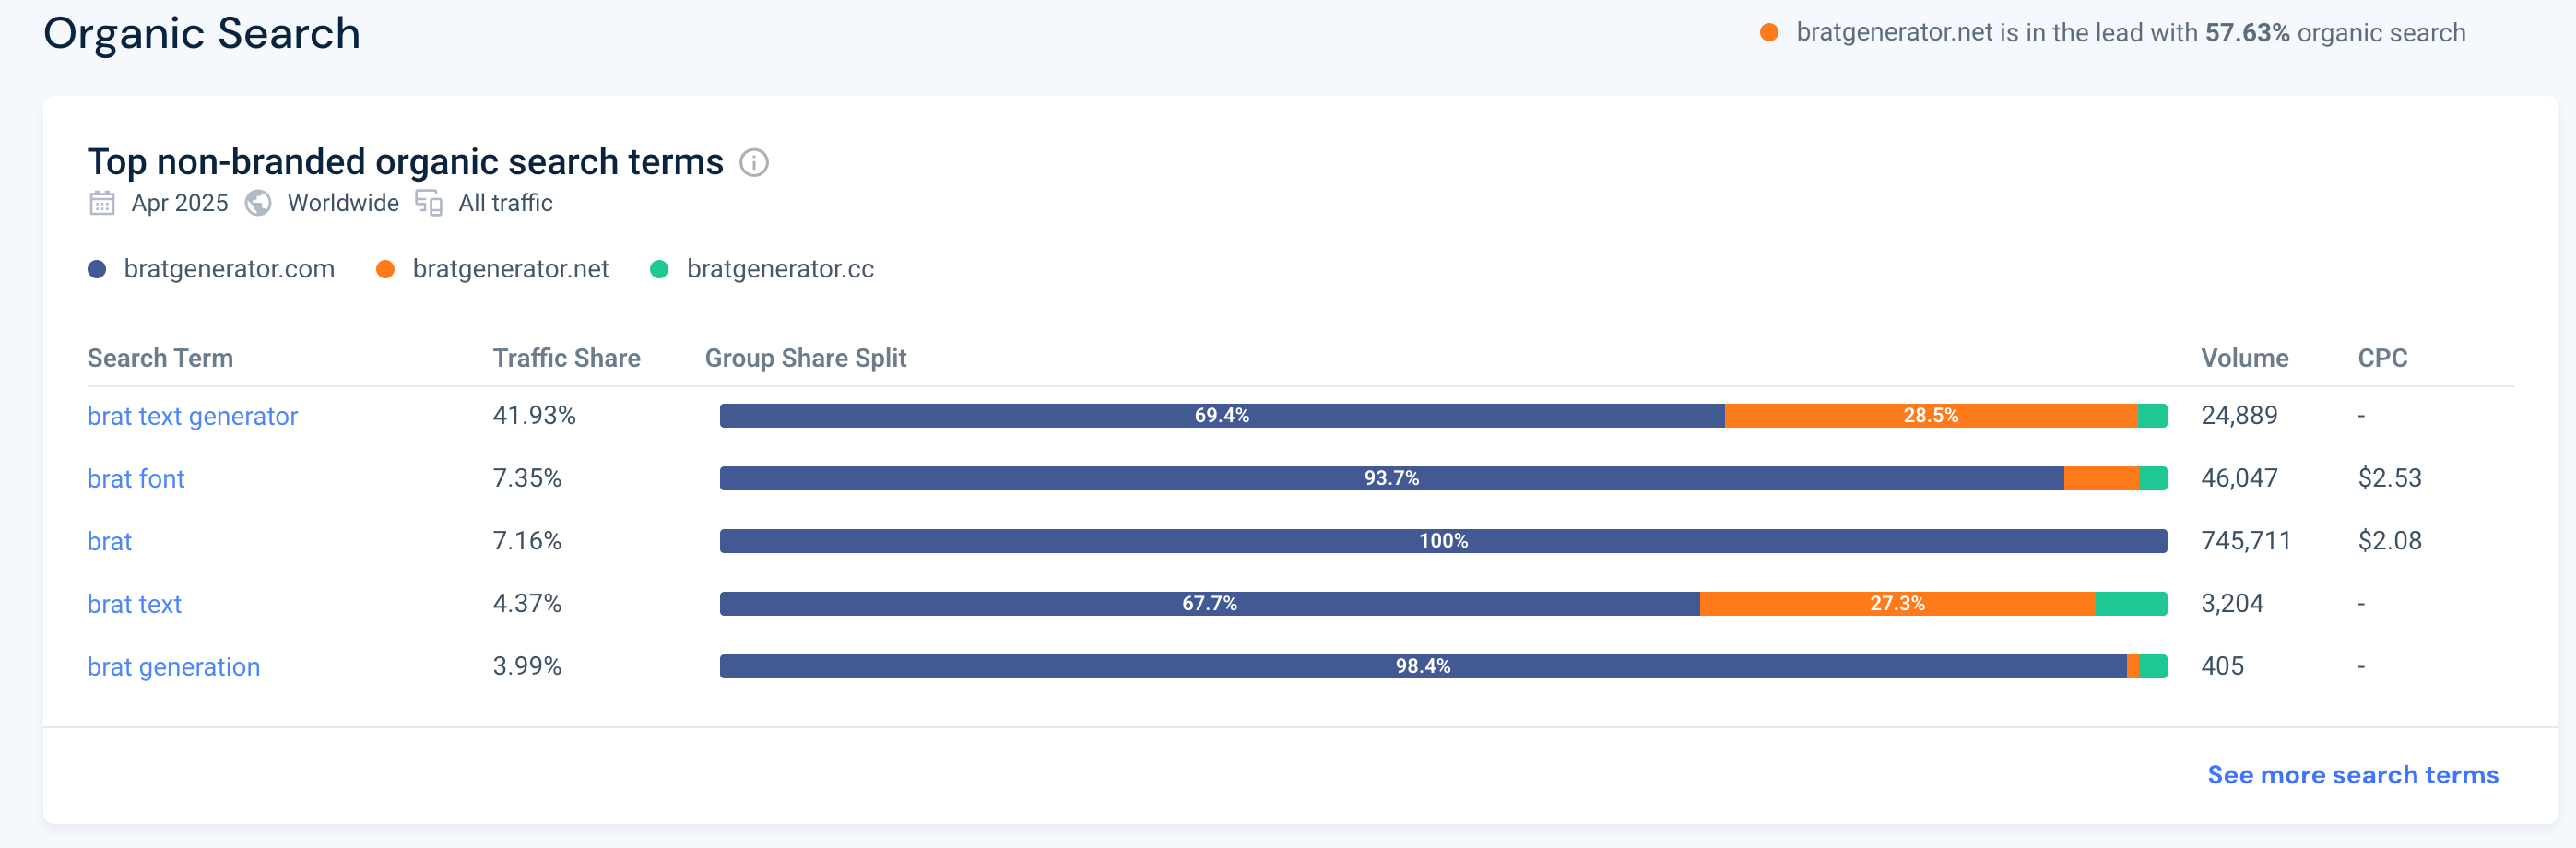 Organic Search
bratgenerator.net is in the lead with 57.63% organic search
Top non-branded organic search terms
Apr 2025 Worldwide All traffic
bratgenerator.com bratgenerator.net bratgenerator.cc
Search Term Traffic Share Group Share Split Volume CPC
brat text generator 41.93% 69.4% 28.5% 24,889 -
brat font 7.35% 93.7% 46,047 $2.53
brat 7.16% 100% 745,711 $2.08
brat text 4.37% 67.7% 27.3% 3,204 -
brat generation 3.99% 98.4% 405 -
See more search terms